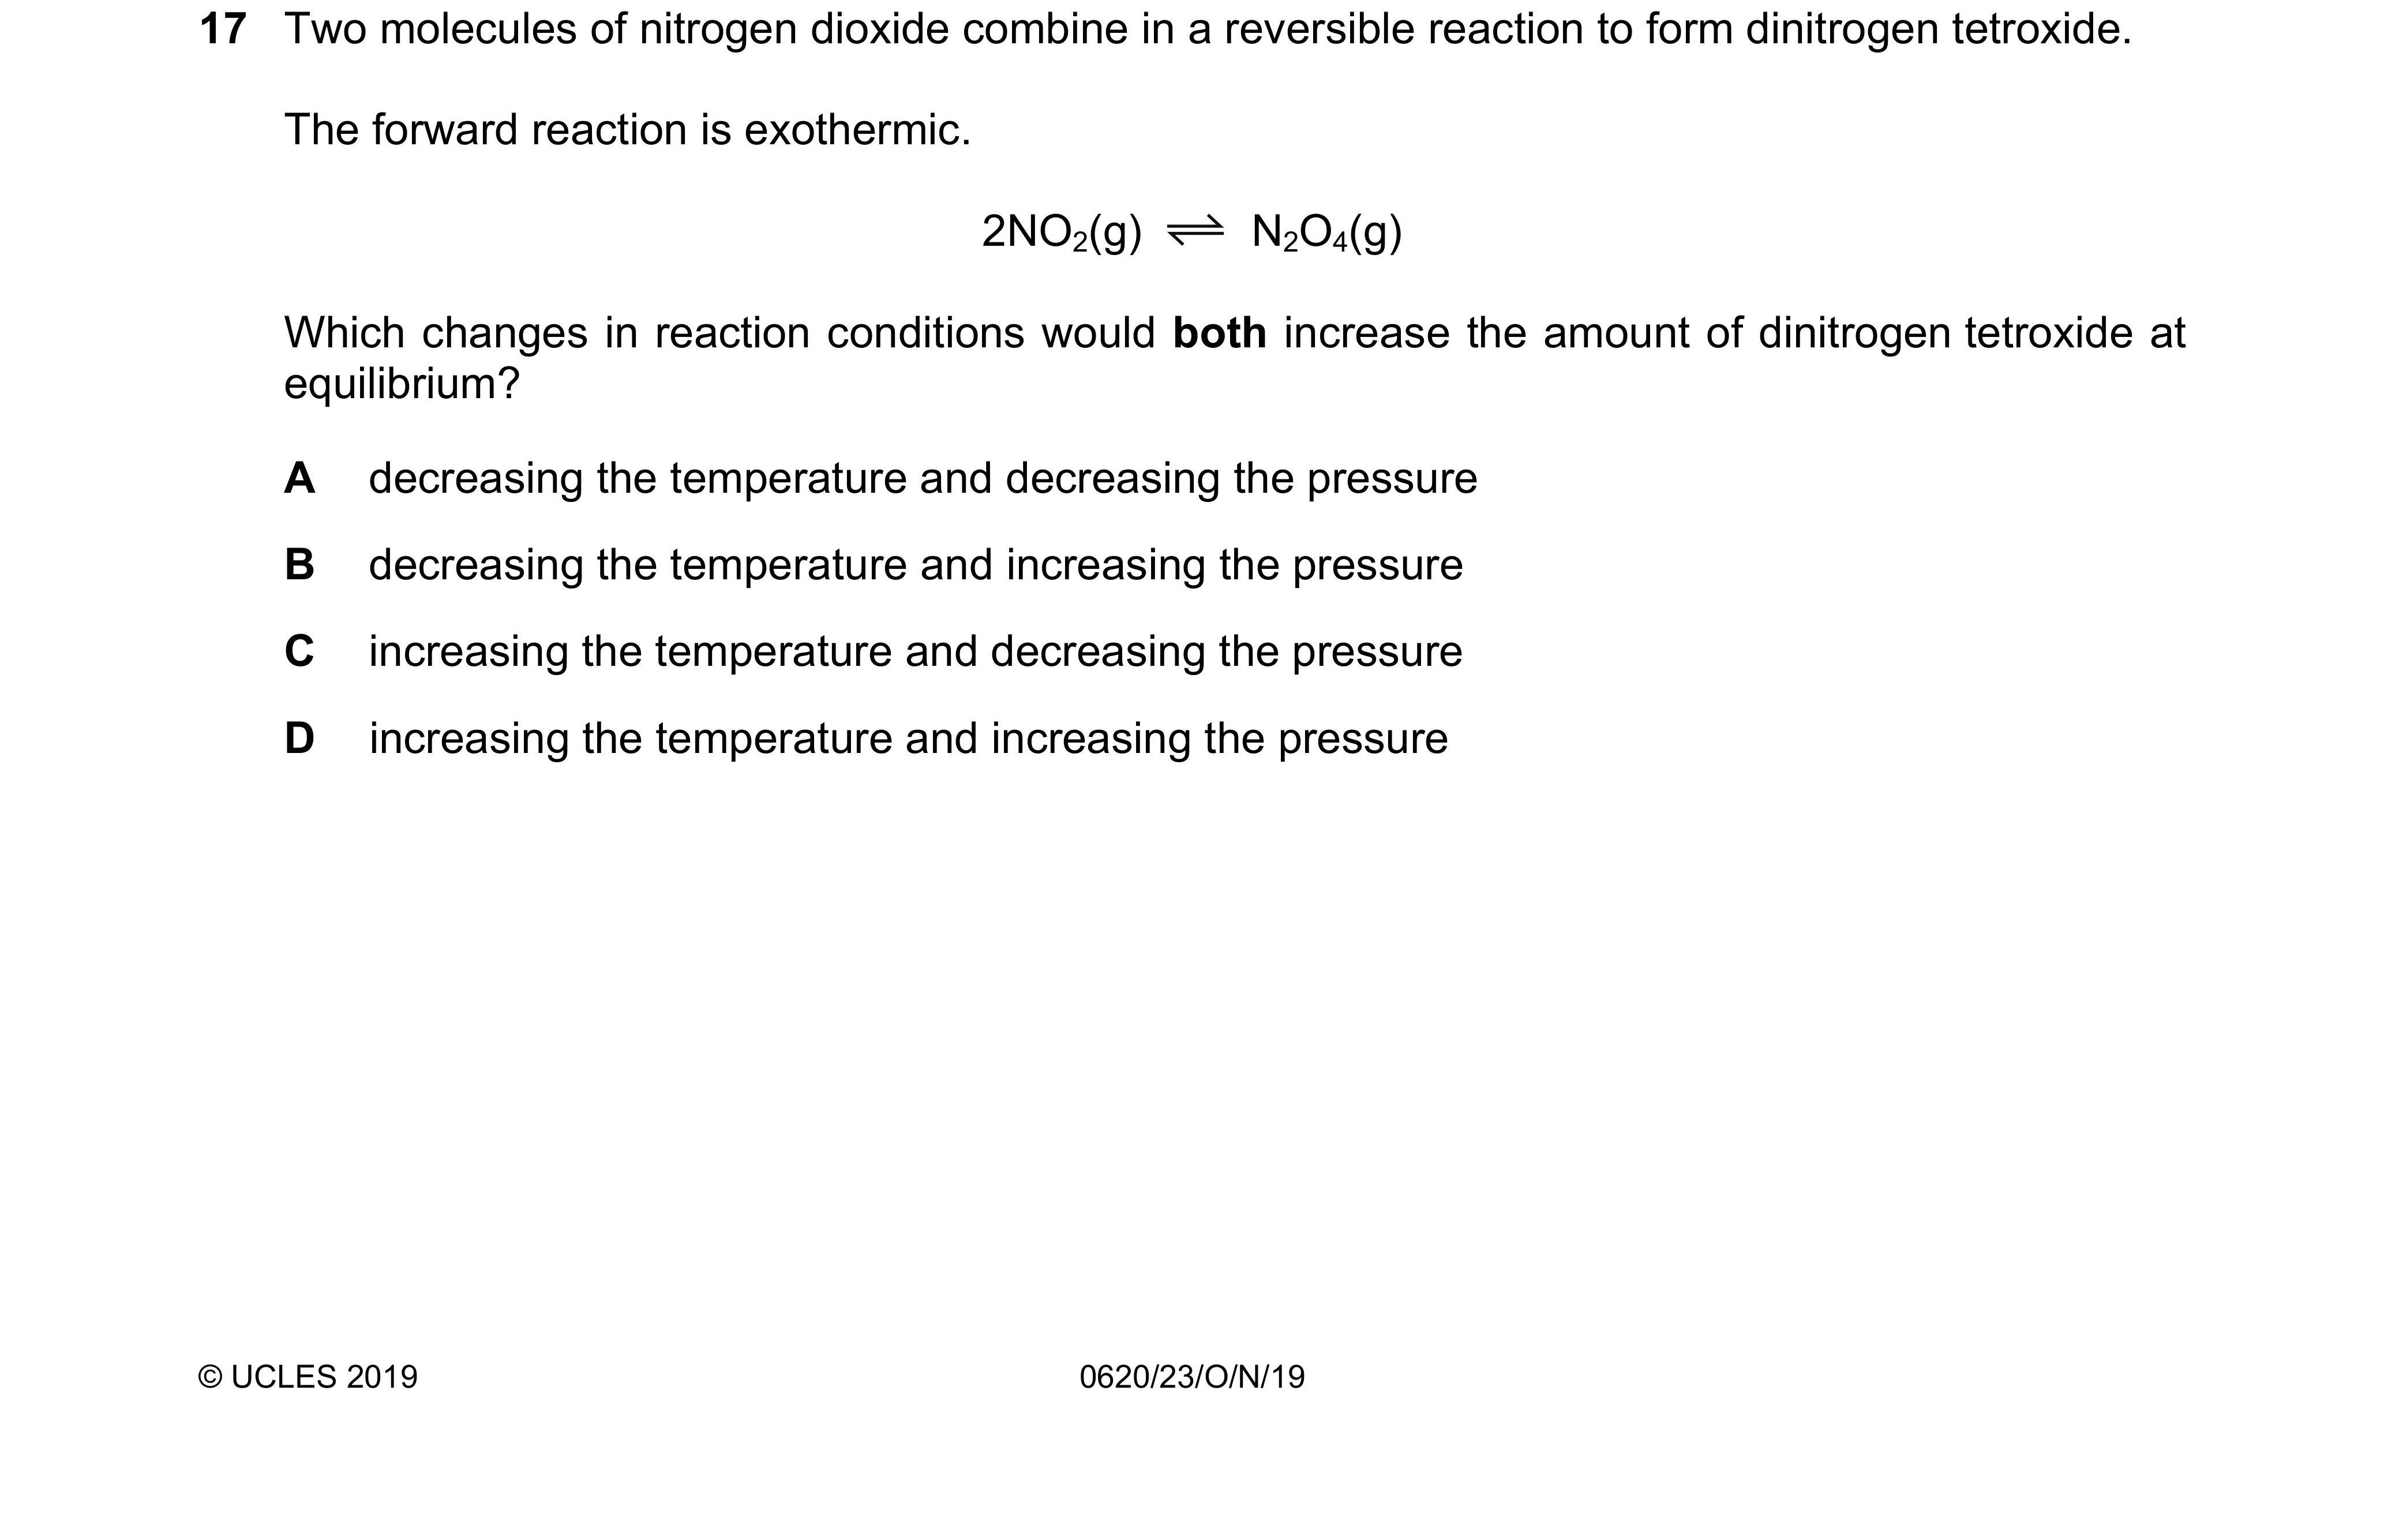 17 Two molecules of nitrogen dioxide combine in a reversible reaction to form dinitrogen tetroxide.
The forward reaction is exothermic.
2NO₂(g) ⇌ N₂O₄(g)
Which changes in reaction conditions would both increase the amount of dinitrogen tetroxide at
equilibrium?
A decreasing the temperature and decreasing the pressure
B decreasing the temperature and increasing the pressure
C increasing the temperature and decreasing the pressure
D increasing the temperature and increasing the pressure
© UCLES 2019 0620/23/O/N/19